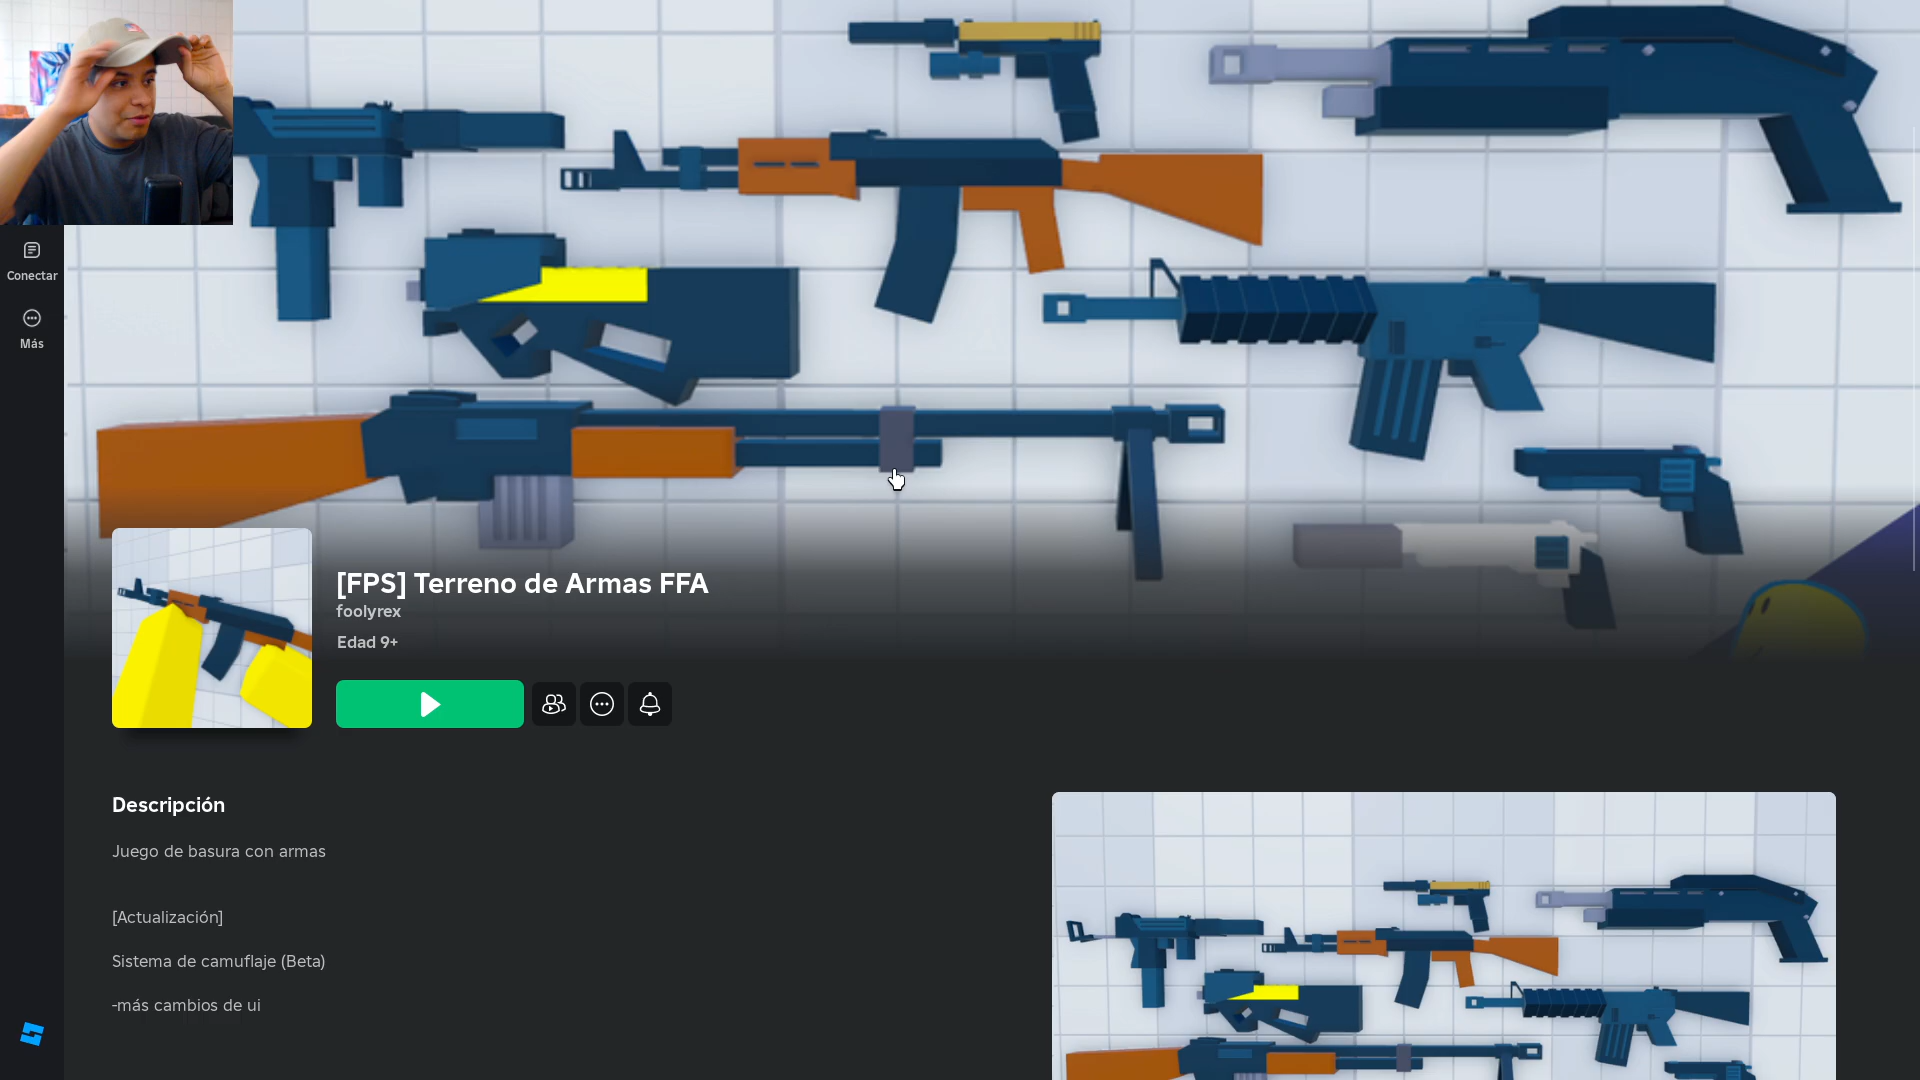 Conectar
Más
[FPS] Terreno de Armas FFA
foolyrex
Edad 9+
Descripción
Juego de basura con armas
[Actualización]
Sistema de camuflaje (Beta)
-más cambios de ui